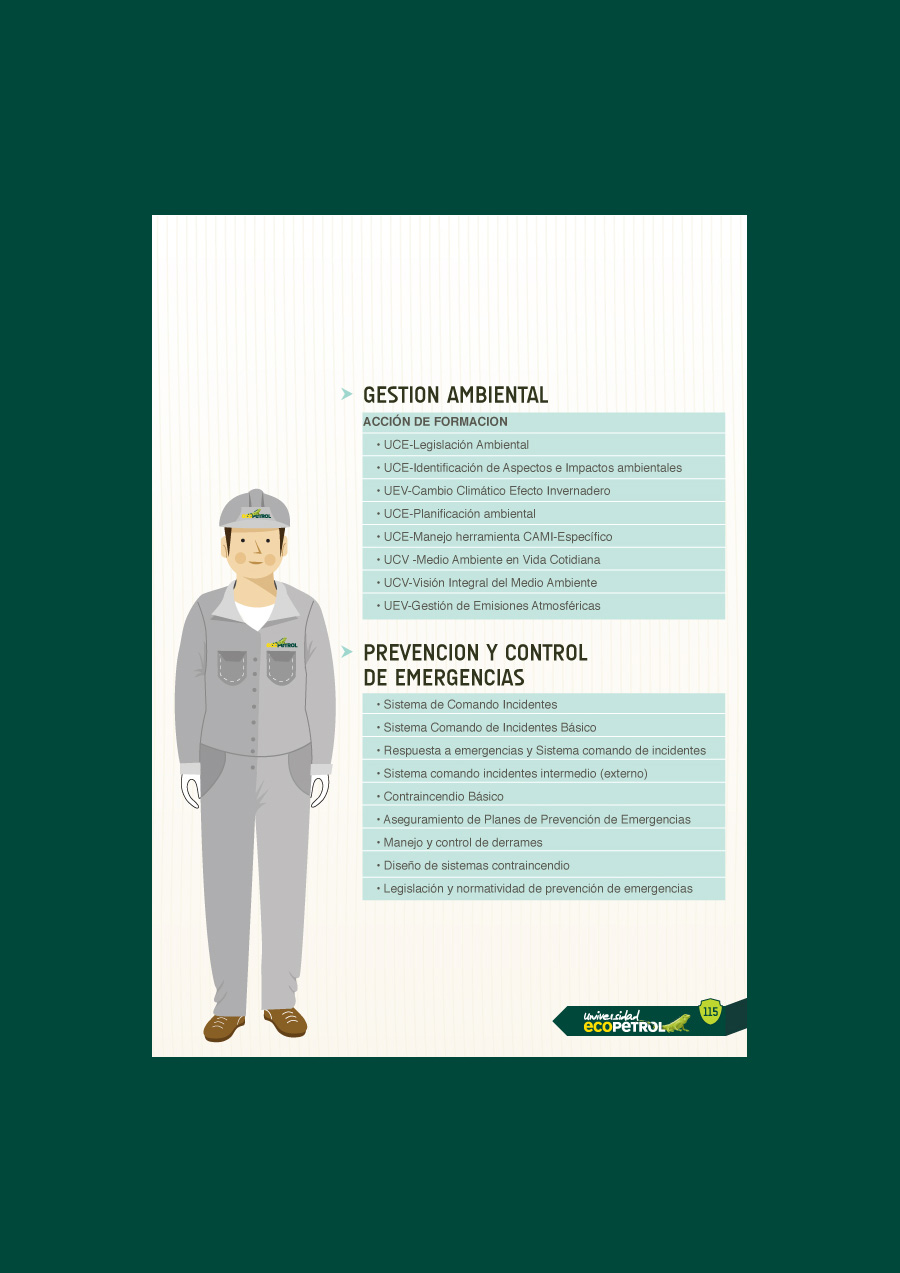 GESTION AMBIENTAL
ACCIÓN DE FORMACION
• UCE-Legislación Ambiental
• UCE-Identificación de Aspectos e Impactos ambientales
• UEV-Cambio Climático Efecto Invernadero
• UCE-Planificación ambiental
• UCE-Manejo herramienta CAMI-Específico
• UCV -Medio Ambiente en Vida Cotidiana
• UCV-Visión Integral del Medio Ambiente
• UEV-Gestión de Emisiones Atmosféricas
ECOPETROL
ECOPETROL
PREVENCION Y CONTROL
DE EMERGENCIAS
• Sistema de Comando Incidentes
• Sistema Comando de Incidentes Básico
• Respuesta a emergencias y Sistema comando de incidentes
• Sistema comando incidentes intermedio (externo)
• Contraincendio Básico
• Aseguramiento de Planes de Prevención de Emergencias
• Manejo y control de derrames
• Diseño de sistemas contraincendio
• Legislación y normatividad de prevención de emergencias
universidad
ecoPETROL
115